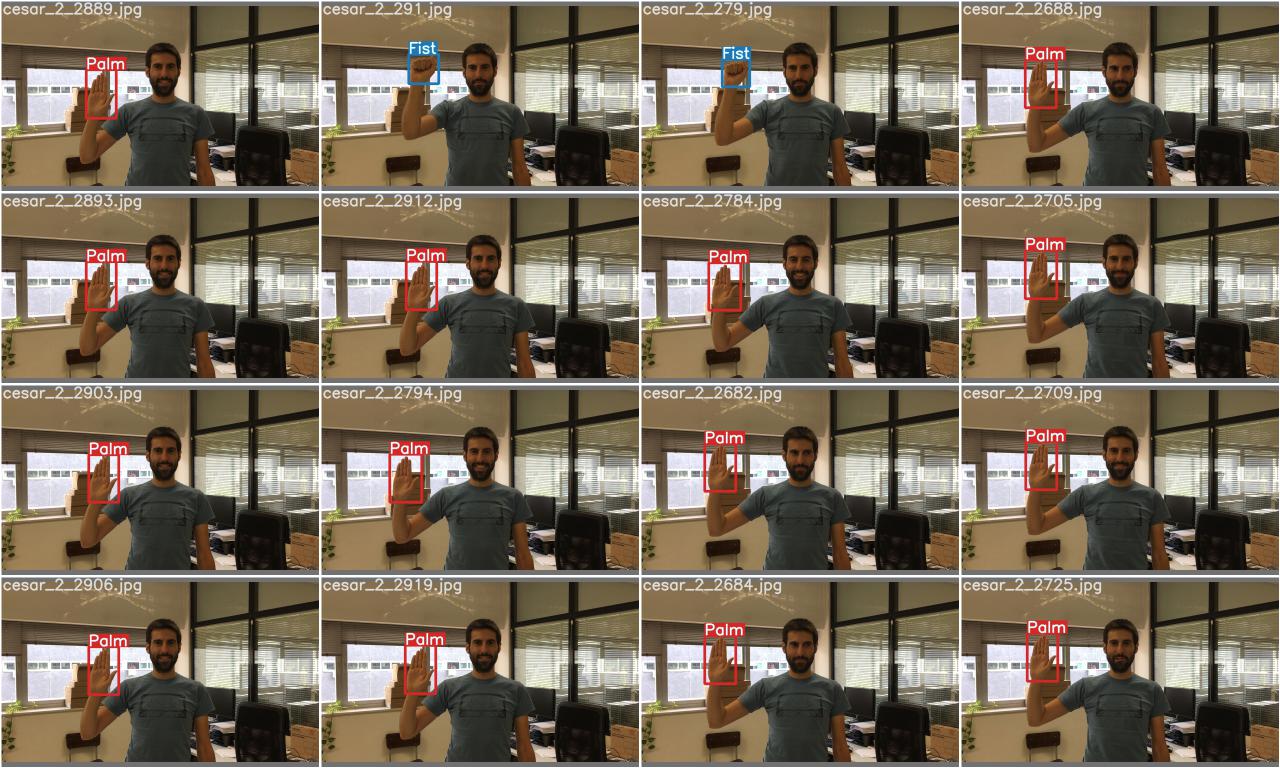 cesar_2_2889.jpg
Palm
cesar_2_291.jpg
Fist
cesar_2_279.jpg
Fist
cesar_2_2688.jpg
Palm
cesar_2_2893.jpg
Palm
cesar_2_2912.jpg
Palm
cesar_2_2784.jpg
Palm
cesar_2_2705.jpg
Palm
cesar_2_2903.jpg
Palm
cesar_2_2794.jpg
Palm
cesar_2_2682.jpg
Palm
cesar_2_2709.jpg
Palm
cesar_2_2906.jpg
Palm
cesar_2_2919.jpg
Palm
cesar_2_2684.jpg
Palm
cesar_2_2725.jpg
Palm